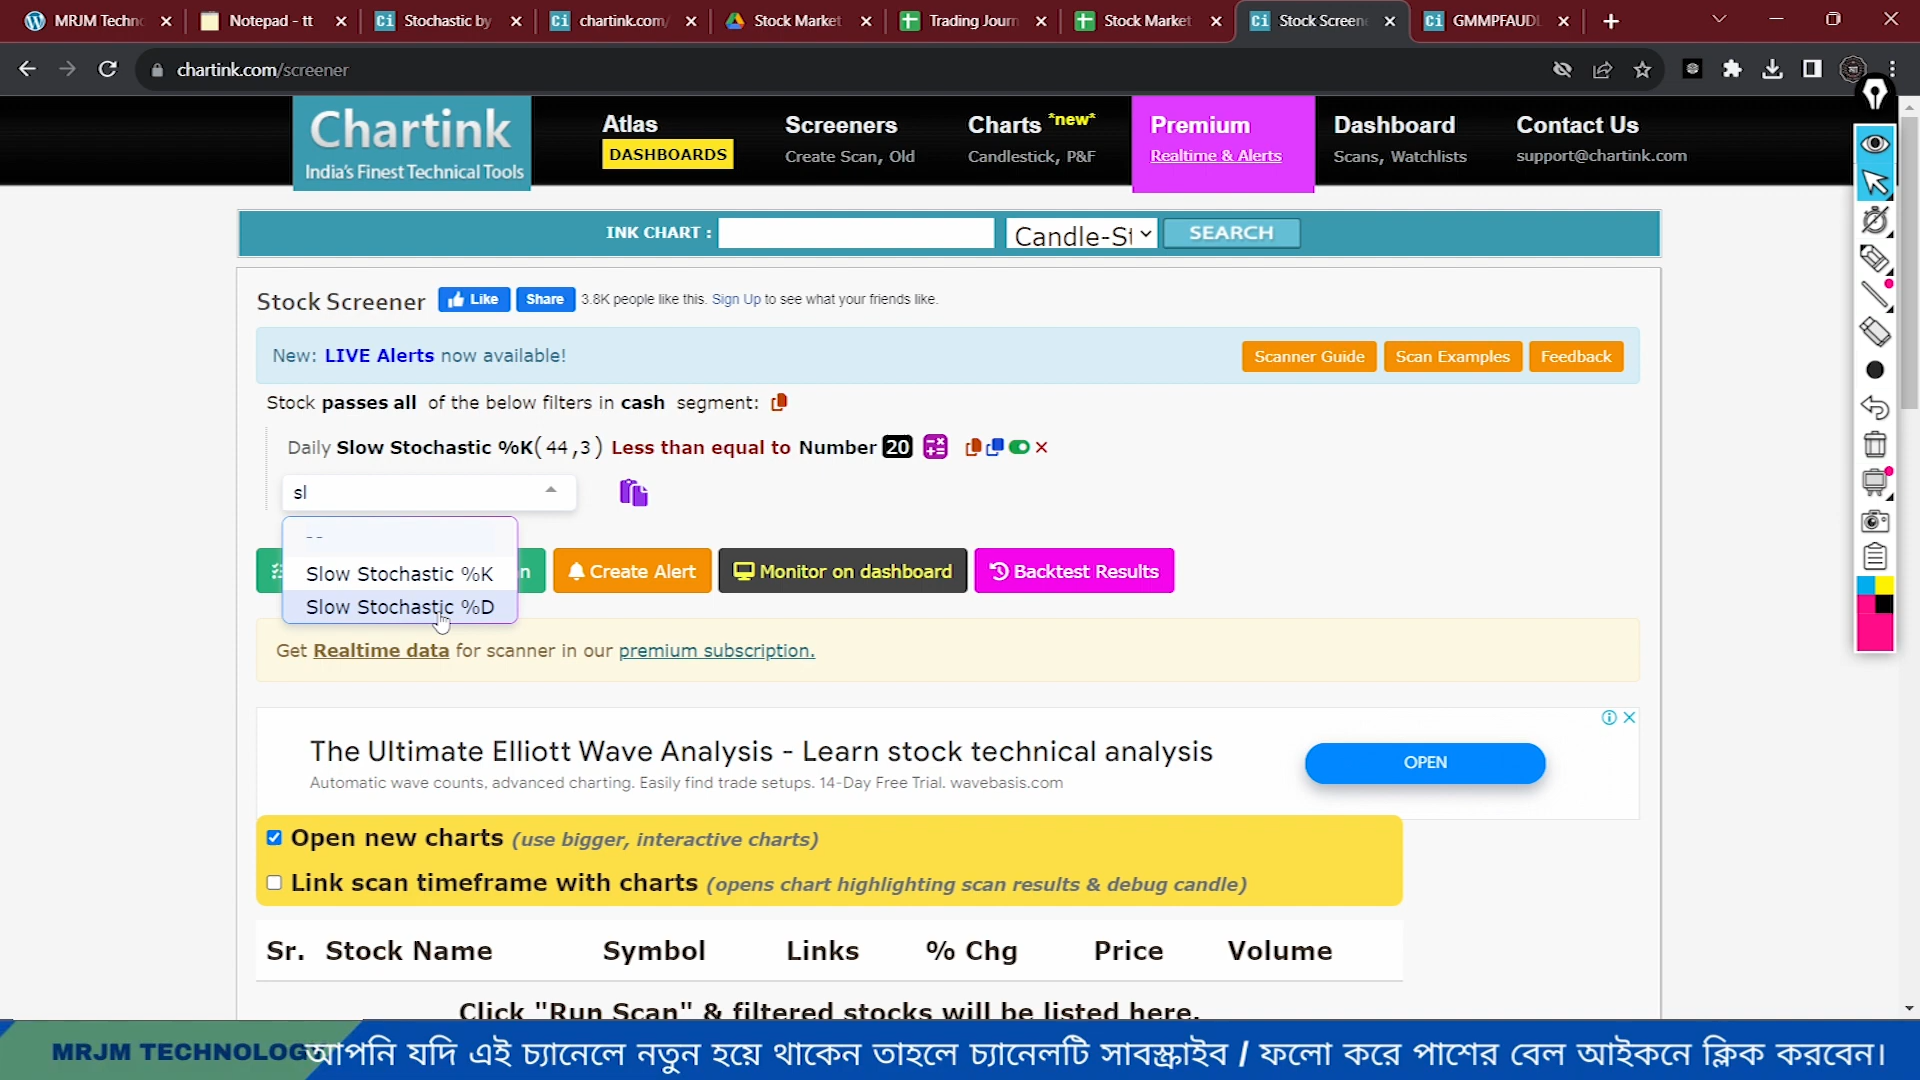 MRJM Techn
Notepad - tt
Stochastic by
chartink.com/
Stock Market
Trading Journ
Stock Market
Stock Screen
GMMPFAUDL
chartink.com/screener
Chartink
India's Finest Technical Tools
Atlas
DASHBOARDS
Screeners
Create Scan, Old
Charts *new*
Candlestick, P&F
Premium
Realtime & Alerts
Dashboard
Scans, Watchlists
Contact Us
support@chartink.com
INK CHART :
Candle-St
SEARCH
Stock Screener
Like
Share
3.8K people like this. Sign Up to see what your friends like.
New: LIVE Alerts now available!
Scanner Guide
Scan Examples
Feedback
Stock passes all of the below filters in cash segment:
Daily Slow Stochastic %K(44,3) Less than equal to Number 20
sl
--
Slow Stochastic %K
Slow Stochastic %D
n
Create Alert
Monitor on dashboard
Backtest Results
Get Realtime data for scanner in our premium subscription.
The Ultimate Elliott Wave Analysis - Learn stock technical analysis
Automatic wave counts, advanced charting. Easily find trade setups. 14-Day Free Trial. wavebasis.com
OPEN
Open new charts (use bigger, interactive charts)
Link scan timeframe with charts (opens chart highlighting scan results & debug candle)
Sr. Stock Name Symbol Links % Chg Price Volume
Click "Run Scan" & filtered stocks will be listed here.
MRJM TECHNOLOG
আপনি যদি এই চ্যানেলে নতুন হয়ে থাকেন তাহলে চ্যানেলটি সাবস্ক্রাইব / ফলো করে পাশের বেল আইকনে ক্লিক করবেন।